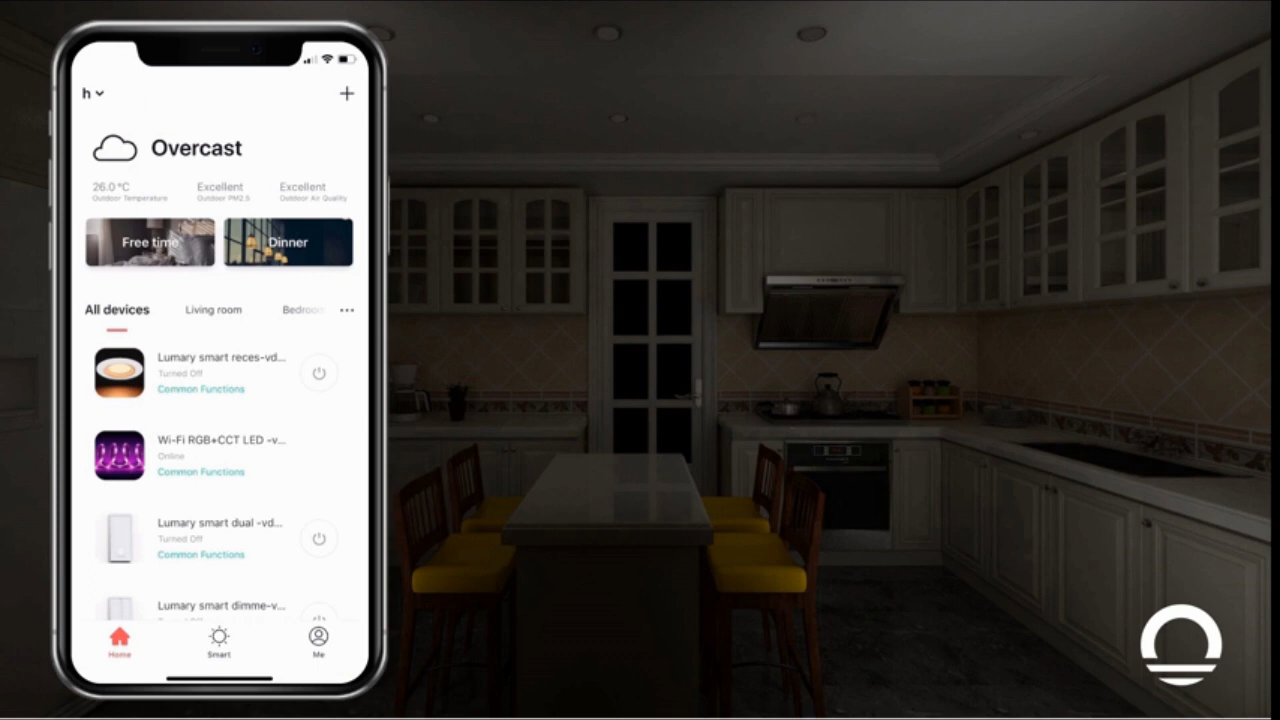 h
Overcast
26.0 °C Excellent Excellent
Outdoor Temperature Outdoor PM2.5 Outdoor Air Quality
Free time Dinner
All devices Living room Bedroom
Lumary smart reces-vd...
Turned Off
Common Functions
Wi-Fi RGB+CCT LED -v...
Online
Common Functions
Lumary smart dual -vd...
Turned Off
Common Functions
Lumary smart dimme-v...
Home Smart Me